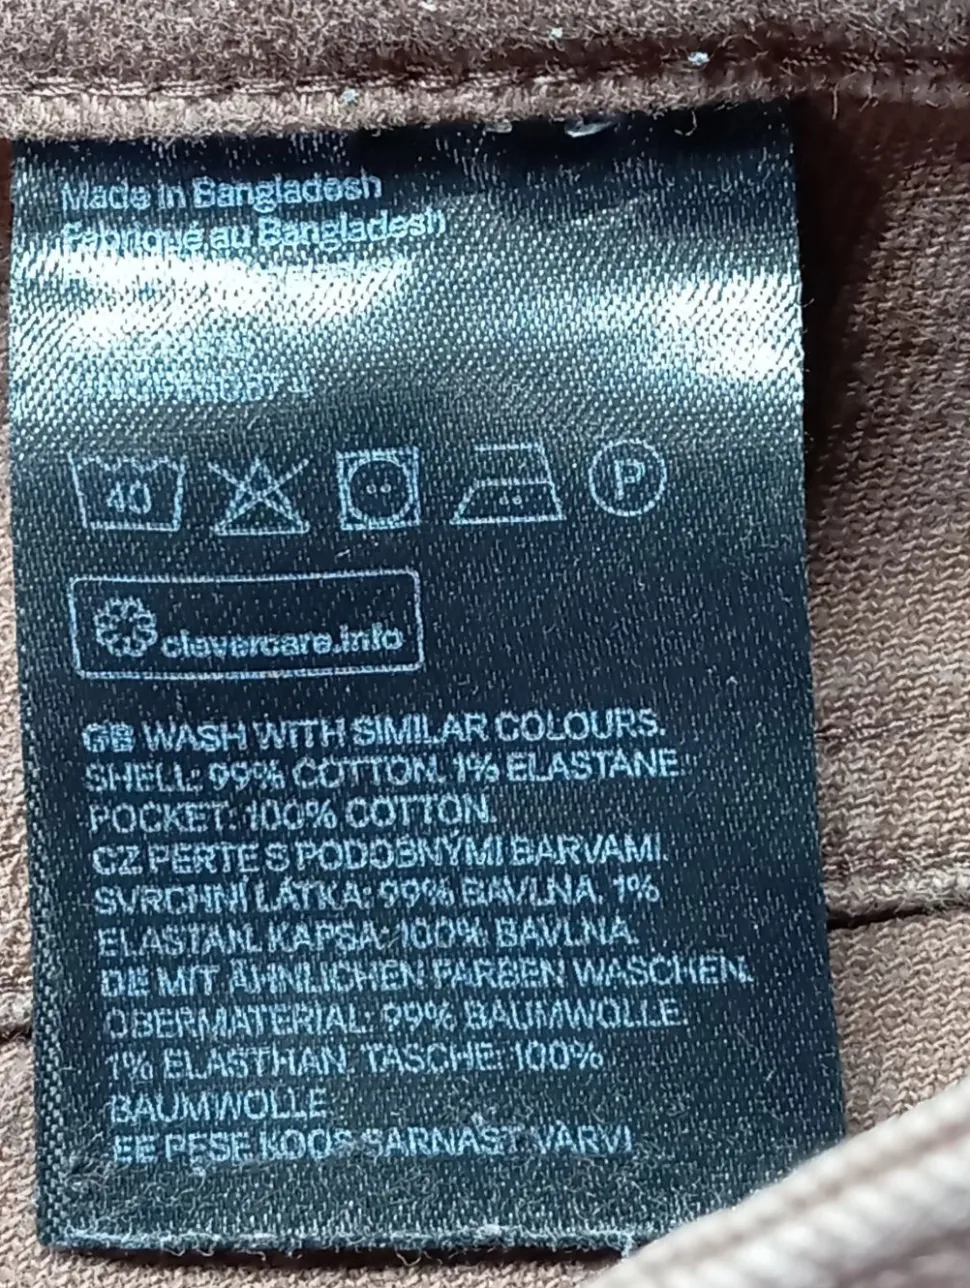 Made in Bangladesh
Fabriqué au Bangladesh
40
P
clevercare.info
GB WASH WITH SIMILAR COLOURS.
SHELL: 99% COTTON. 1% ELASTANE.
POCKET: 100% COTTON.
CZ PERTE S PODOBNÝMI BARVAMI.
SVRCHNÍ LÁTKA: 99% BAVLNA. 1%
ELASTAN. KAPSA: 100% BAVLNA.
DE MIT ÄHNLICHEN FARBEN WASCHEN.
OBERMATERIAL: 99% BAUMWOLLE.
1% ELASTHAN. TASCHE: 100%
BAUMWOLLE
EE PESE KOOS SARNAST VÄRVI